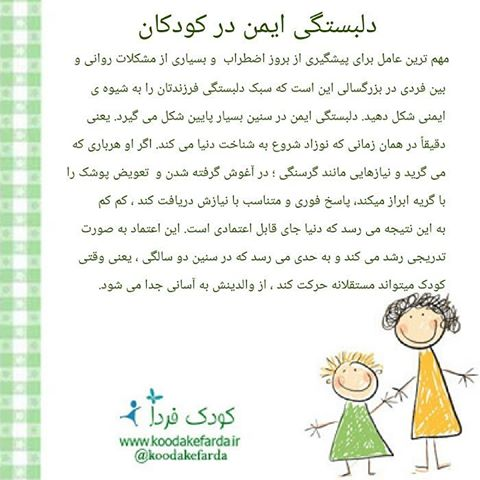 دلبستگی ایمن در کودکان
مهم ترین عامل برای پیشگیری از بروز اضطراب و بسیاری از مشکلات روانی و
بین فردی در بزرگسالی این است که سبک دلبستگی فرزندتان را به شیوه ی
ایمنی شکل دهید. دلبستگی ایمن در سنین بسیار پایین شکل می گیرد. یعنی
دقیقاً در همان زمانی که نوزاد شروع به شناخت دنیا می کند. اگر او هرباری که
می گرید و نیازهایی مانند گرسنگی ؛ در آغوش گرفته شدن و تعویض پوشک را
با گریه ابراز میکند، پاسخ فوری و متناسب با نیازش دریافت کند ، کم کم
به این نتیجه می رسد که دنیا جای قابل اعتمادی است. این اعتماد به صورت
تدریجی رشد می کند و به حدی می رسد که در سنین دو سالگی ، یعنی وقتی
کودک میتواند مستقلانه حرکت کند ، از والدینش به آسانی جدا می شود.
کودک فردا
www.koodakefarda.ir
@koodakefarda